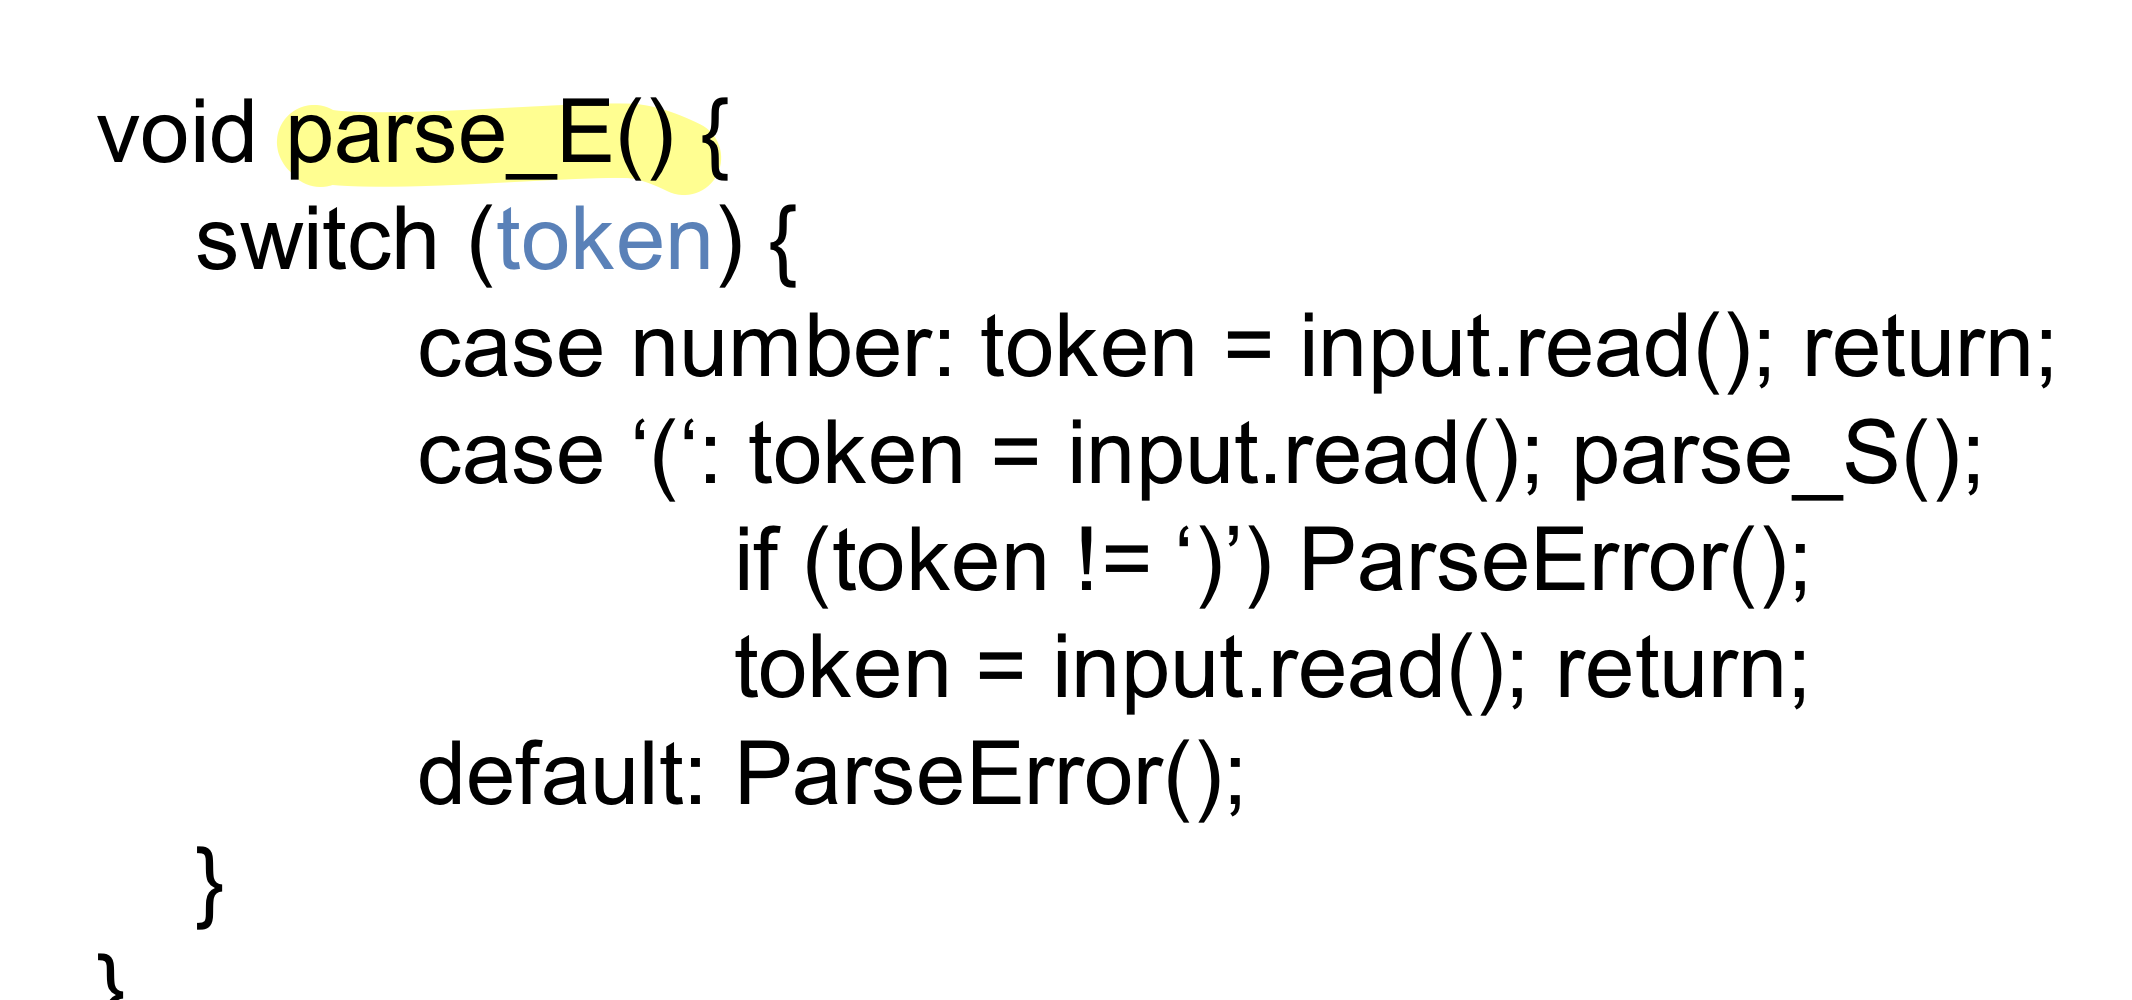 void parse_E() {
switch (token) {
case number: token = input.read(); return;
case ‘(‘: token = input.read(); parse_S();
if (token != ‘)’) ParseError();
token = input.read(); return;
default: ParseError();
}
}